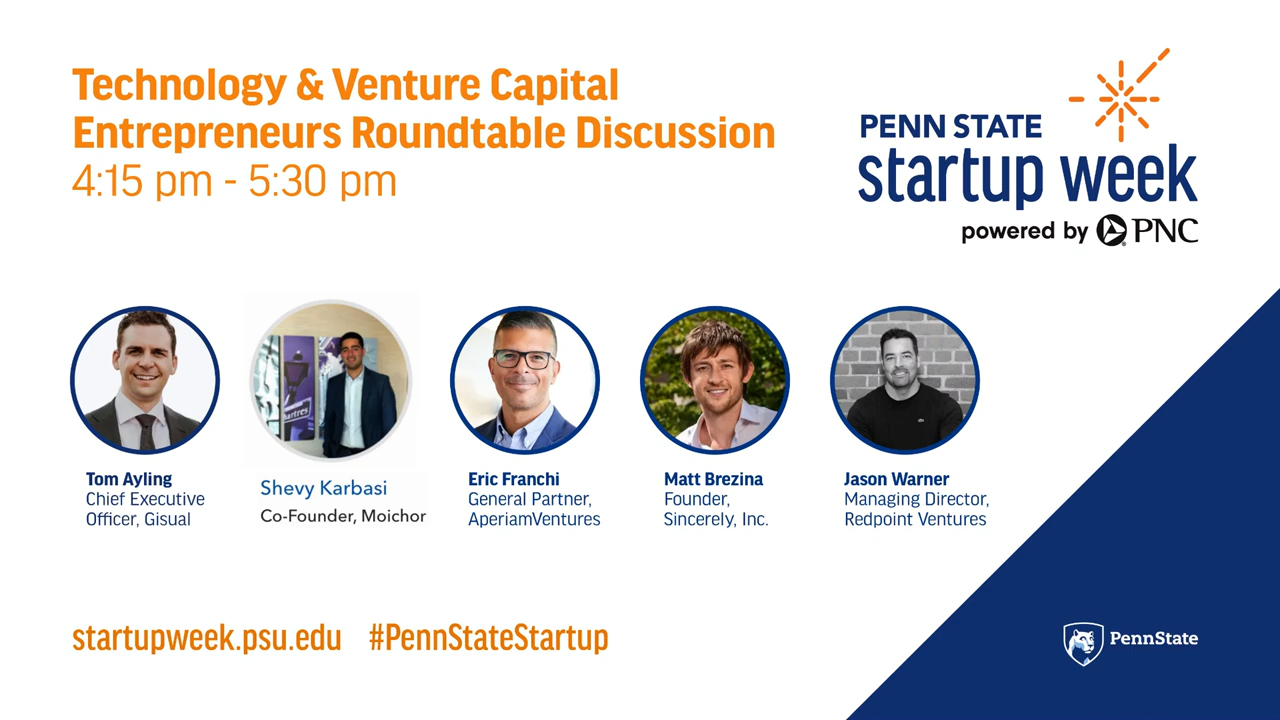 Technology & Venture Capital
Entrepreneurs Roundtable Discussion
4:15 pm - 5:30 pm
PENN STATE
startup week
powered by PNC
chartres
Tom Ayling
Chief Executive
Officer, Gisual
Shevy Karbasi
Co-Founder, Moichor
Eric Franchi
General Partner,
AperiamVentures
Matt Brezina
Founder,
Sincerely, Inc.
Jason Warner
Managing Director,
Redpoint Ventures
startupweek.psu.edu #PennStateStartup
PennState